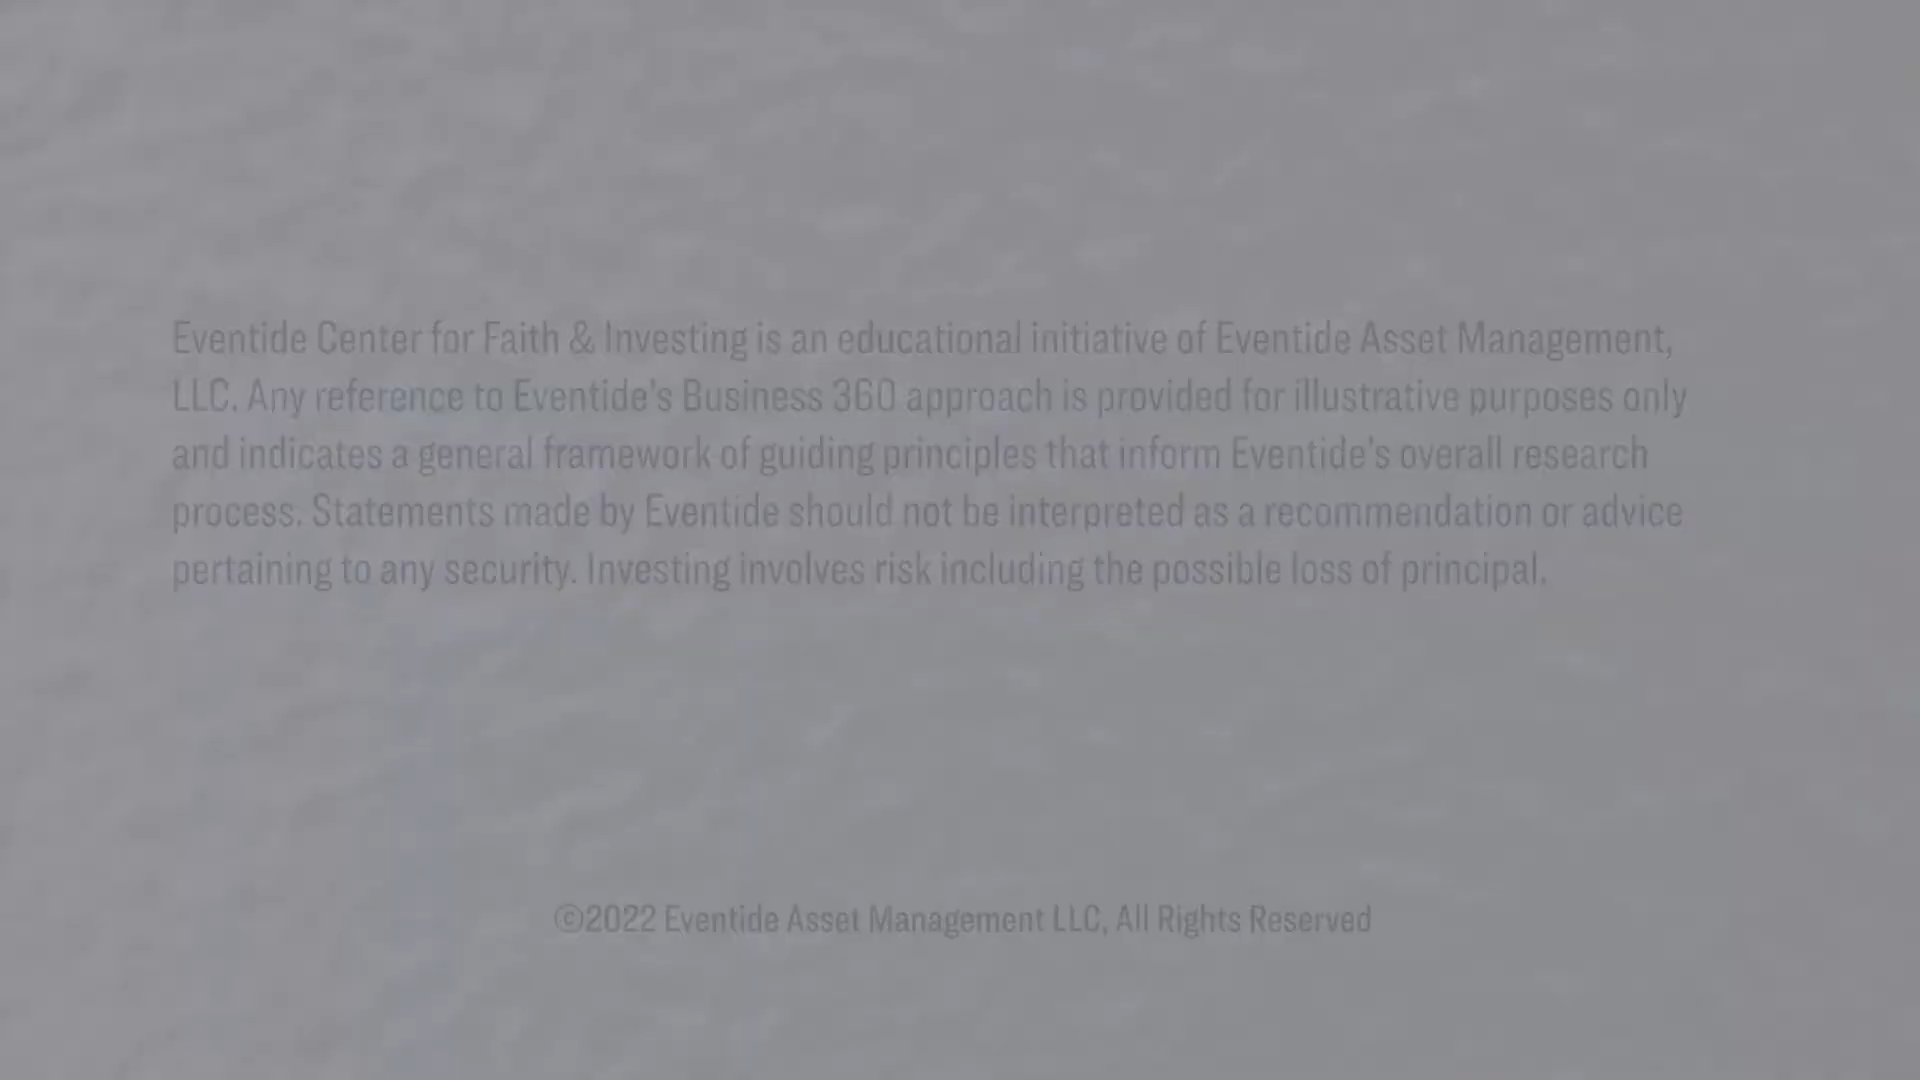 Eventide Center for Faith & Investing is an educational initiative of Eventide Asset Management,
LLC. Any reference to Eventide's Business 360 approach is provided for illustrative purposes only
and indicates a general framework of guiding principles that inform Eventide's overall research
process. Statements made by Eventide should not be interpreted as a recommendation or advice
pertaining to any security. Investing involves risk including the possible loss of principal.
©2022 Eventide Asset Management LLC, All Rights Reserved